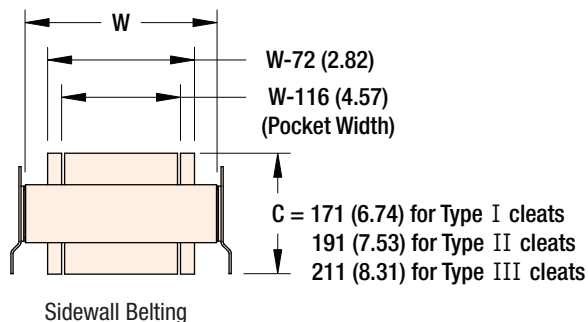 W
W-72 (2.82)
W-116 (4.57)
(Pocket Width)
C = 171 (6.74) for Type I cleats
191 (7.53) for Type II cleats
211 (8.31) for Type III cleats
Sidewall Belting